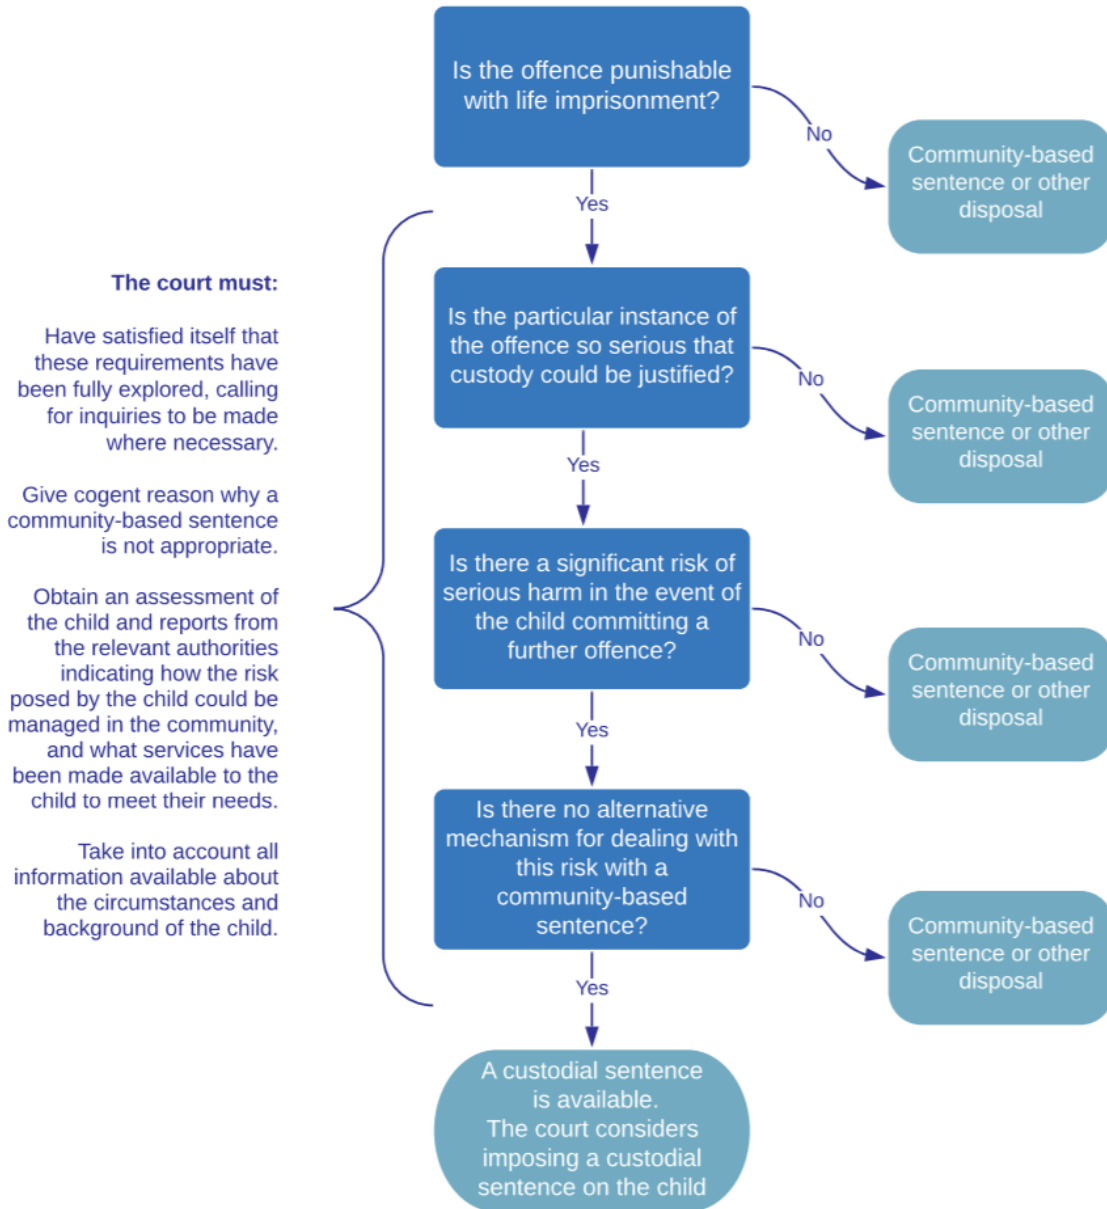 Is the offence punishable
with life imprisonment?
No
Community-based
sentence or other
disposal
Yes
The court must:
Have satisfied itself that
these requirements have
been fully explored, calling
for inquiries to be made
where necessary.
Give cogent reason why a
community-based sentence
is not appropriate.
Obtain an assessment of
the child and reports from
the relevant authorities
indicating how the risk
posed by the child could be
managed in the community,
and what services have
been made available to the
child to meet their needs.
Take into account all
information available about
the circumstances and
background of the child.
Is the particular instance of
the offence so serious that
custody could be justified?
No
Community-based
sentence or other
disposal
Yes
Is there a significant risk of
serious harm in the event of
the child committing a
further offence?
No
Community-based
sentence or other
disposal
Yes
Is there no alternative
mechanism for dealing with
this risk with a
community-based
sentence?
No
Community-based
sentence or other
disposal
Yes
A custodial sentence
is available.
The court considers
imposing a custodial
sentence on the child